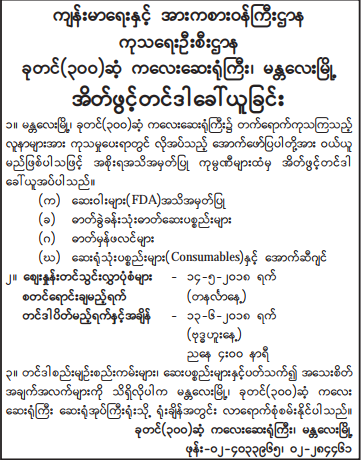 ကျန်းမာရေးနှင့် အားကစားဝန်ကြီးဌာန
ကုသရေးဦးစီးဌာန
ခုတင်(၃၀၀)ဆံ့ ကလေးဆေးရုံကြီး၊ မန္တလေးမြို့
အိတ်ဖွင့်တင်ဒါခေါ်ယူခြင်း
၁။ မန္တလေးမြို့၊ ခုတင်(၃၀၀)ဆံ့ ကလေးဆေးရုံကြီး၌ တက်ရောက်ကုသကြသည့်
လူနာများအား ကုသမှုပေးရာတွင် လိုအပ်သည့် အောက်ဖော်ပြပါတို့အား ဝယ်ယူ
မည်ဖြစ်ပါသဖြင့် အစိုးရအသိအမှတ်ပြု ကုမ္ပဏီများထံမှ အိတ်ဖွင့်တင်ဒါ
ခေါ်ယူအပ်ပါသည်။
(က) ဆေးဝါးများ(FDA)အသိအမှတ်ပြု
(ခ) ဓာတ်ခွဲခန်းသုံးဓာတ်ဆေးပစ္စည်းများ
(ဂ) ဓာတ်မှန်ဖလင်များ
(ဃ) ဆေးရုံသုံးပစ္စည်းများ(Consumables)နှင့် အောက်ဆီဂျင်
၂။ ဈေးနှုန်းတင်သွင်းလွှာပုံစံများ - ၁၄-၅-၂၀၁၈ ရက်
စတင်ရောင်းချမည့်ရက် (တနင်္လာနေ့)
တင်ဒါပိတ်မည့်ရက်နှင့်အချိန် - ၁၃-၆-၂၀၁၈ ရက်
(ဗုဒ္ဓဟူးနေ့)
ညနေ ၄:၀၀ နာရီ
၃။ တင်ဒါစည်းမျဉ်းစည်းကမ်းများ၊ ဆေးပစ္စည်းများနှင့်ပတ်သက်၍ အသေးစိတ်
အချက်အလက်များကို သိရှိလိုပါက မန္တလေးမြို့၊ ခုတင်(၃၀၀)ဆံ့ ကလေး
ဆေးရုံကြီး ဆေးရုံအုပ်ကြီးရုံးသို့ ရုံးချိန်အတွင်း လာရောက်စုံစမ်းနိုင်ပါသည်။
ခုတင်(၃၀၀)ဆံ့ ကလေးဆေးရုံကြီး၊ မန္တလေးမြို့
ဖုန်း-၀၂-၄၀၃၃၉၆၅၊ ၀၂-၂၈၄၄၆၁